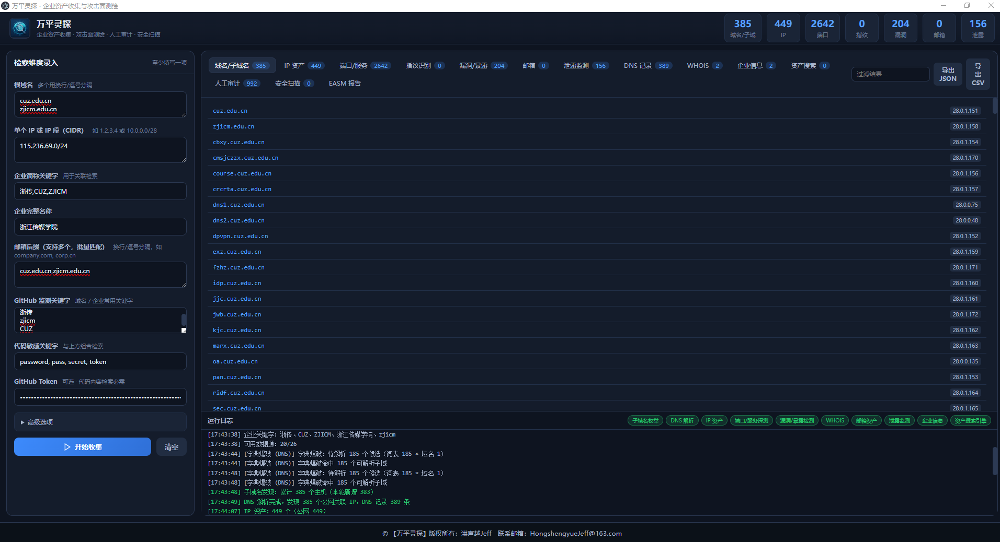 万平灵探 · 企业资产收集与攻击面测绘
万平灵探
企业资产收集 · 攻击面测绘 · 人工审计 · 安全扫描
385 449 2642 0 204 0 156
域名/子域 IP 端口 指纹 漏洞 邮箱 泄露
检索维度录入 至少填写一项
根域名 多个用换行/逗号分隔
cuz.edu.cn
zjicm.edu.cn
单个 IP 或 IP 段（CIDR） 如 1.2.3.4 或 10.0.0.0/28
115.236.69.0/24
企业简称关键字 用于关联检索
浙传,CUZ,ZJICM
企业完整名称
浙江传媒学院
邮箱后缀（支持多个，批量匹配） 换行/逗号分隔，如
company.com, corp.cn
cuz.edu.cn,zjicm.edu.cn
GitHub 监测关键字 域名 / 企业常用关键字
浙传
zjicm
CUZ
代码敏感关键字 与上方组合检索
password, pass, secret, token
GitHub Token 可选 · 代码内容检索必需
▶ 高级选项
▷ 开始收集 清空
域名/子域名 385 IP 资产 449 端口/服务 2642 指纹识别 0 漏洞/暴露 204 邮箱 0 泄露监测 156 DNS 记录 389 WHOIS 2 企业信息 2 资产搜索 0
人工审计 992 安全扫描 0 EASM 报告
过滤结果...
导出
JSON
导
出
CSV
cuz.edu.cn 28.0.1.151
zjicm.edu.cn 28.0.1.158
cbxy.cuz.edu.cn 28.0.1.154
cmsjczzx.cuz.edu.cn 28.0.1.170
course.cuz.edu.cn 28.0.1.156
crcrta.cuz.edu.cn 28.0.1.157
dns1.cuz.edu.cn 28.0.0.75
dns2.cuz.edu.cn 28.0.0.48
dpvpn.cuz.edu.cn 28.0.1.152
exz.cuz.edu.cn 28.0.1.159
fzhz.cuz.edu.cn 28.0.1.171
idp.cuz.edu.cn 28.0.1.160
jjc.cuz.edu.cn 28.0.1.161
jwb.cuz.edu.cn 28.0.1.172
kjc.cuz.edu.cn 28.0.1.162
marx.cuz.edu.cn 28.0.1.163
oa.cuz.edu.cn 28.0.0.135
pan.cuz.edu.cn 28.0.1.153
ridf.cuz.edu.cn 28.0.1.164
sec.cuz.edu.cn 28.0.1.165
运行日志 子域名枚举 DNS 解析 IP 资产 端口/服务探测 漏洞/暴露检测 WHOIS 邮箱资产 泄露监测 企业信息 资产搜索引擎
[17:43:38] 企业关键字：浙传、CUZ、ZJICM、浙江传媒学院、zjicm
[17:43:38] 可用数据源：20/26
[17:43:44] [字典爆破 (DNS)] 字典爆破：待解析 185 个候选（词表 185 × 域名 1）
[17:43:44] [字典爆破 (DNS)] 字典爆破命中 185 个可解析子域
[17:43:48] [字典爆破 (DNS)] 字典爆破：待解析 185 个候选（词表 185 × 域名 1）
[17:43:48] [字典爆破 (DNS)] 字典爆破命中 185 个可解析子域
[17:43:48] 子域名发现：累计 385 个主机（本轮新增 383）
[17:43:49] DNS 解析完成，发现 385 个公网关联 IP，DNS 记录 389 条
[17:44:07] IP 资产：449 个（公网 449）
© 【万平灵探】版权所有：洪声越Jeff 联系邮箱：HongshengyueJeff@163.com